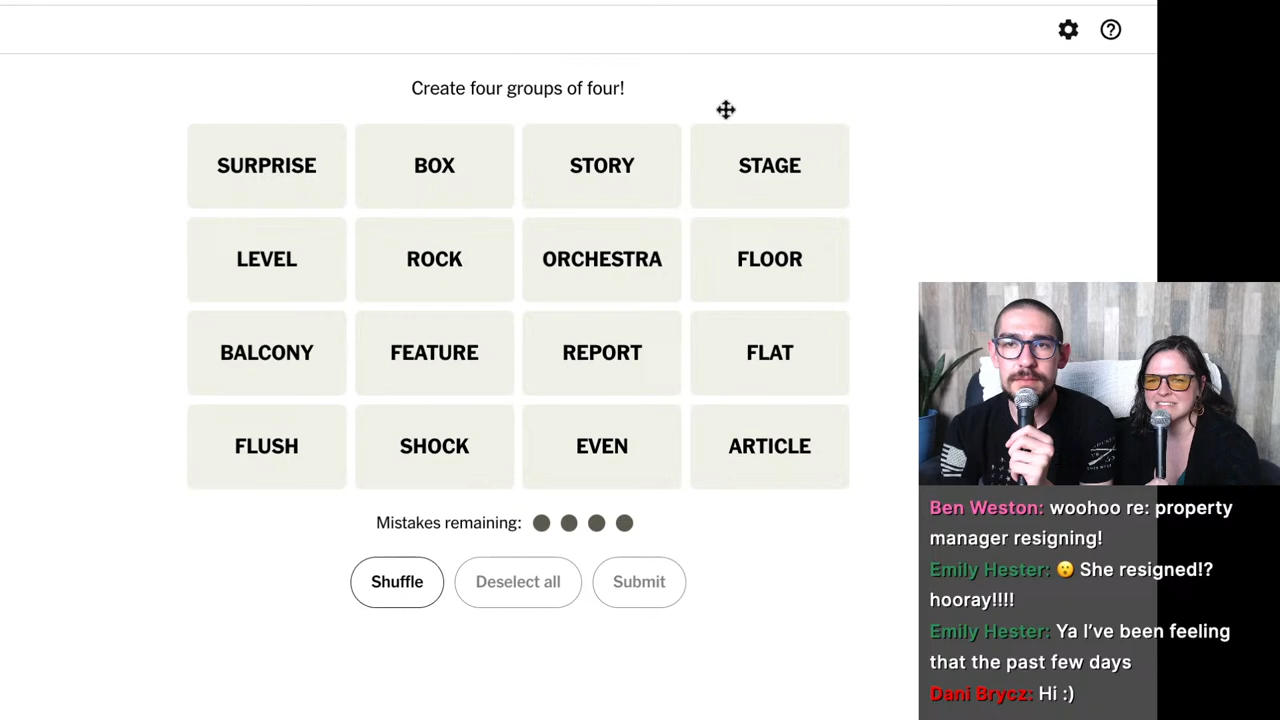 Create four groups of four!
SURPRISE BOX STORY STAGE
LEVEL ROCK ORCHESTRA FLOOR
BALCONY FEATURE REPORT FLAT
FLUSH SHOCK EVEN ARTICLE
Mistakes remaining:
Shuffle Deselect all Submit
Ben Weston: woohoo re: property
manager resigning!
Emily Hester: 😮 She resigned!?
hooray!!!!
Emily Hester: Ya I've been feeling
that the past few days
Dani Brycz: Hi :)